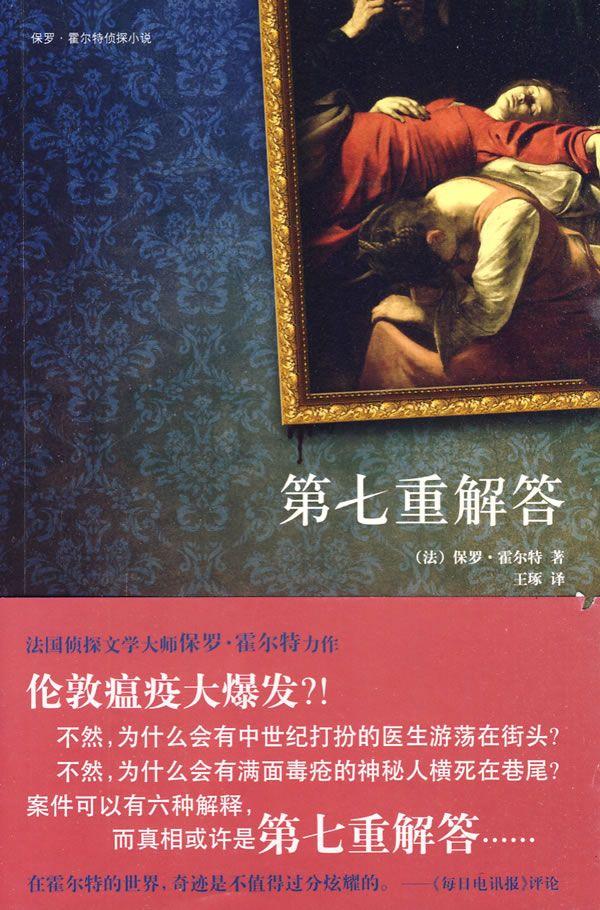 保罗·霍尔特侦探小说
第七重解答
（法）保罗·霍尔特 著
王琢 译
法国侦探文学大师保罗·霍尔特力作
伦敦瘟疫大爆发?!
不然，为什么会有中世纪打扮的医生游荡在街头？
不然，为什么会有满面毒疮的神秘人横死在巷尾？
案件可以有六种解释，
而真相或许是第七重解答……
在霍尔特的世界，奇迹是不值得过分炫耀的。——《每日电讯报》评论